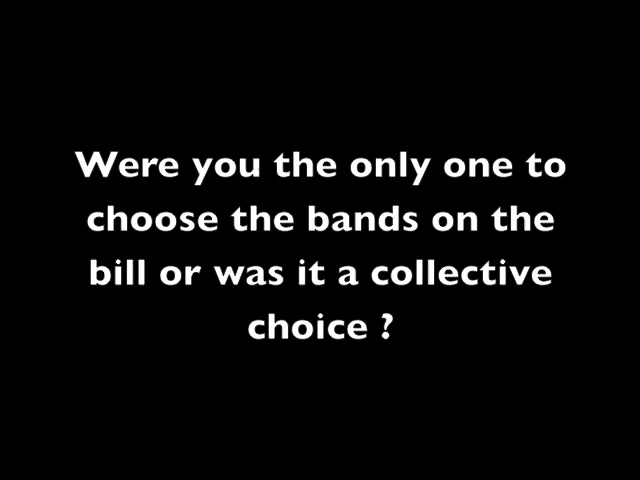 Were you the only one to
choose the bands on the
bill or was it a collective
choice ?